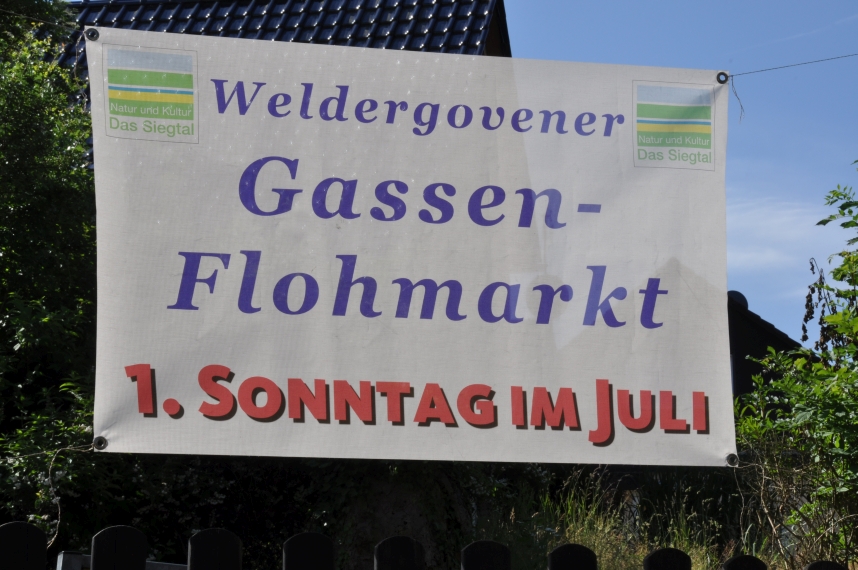 Natur und Kultur
Das Siegtal
Weldergovener
Natur und Kultur
Das Siegtal
Gassen-
Flohmarkt
1. SONNTAG IM JULI